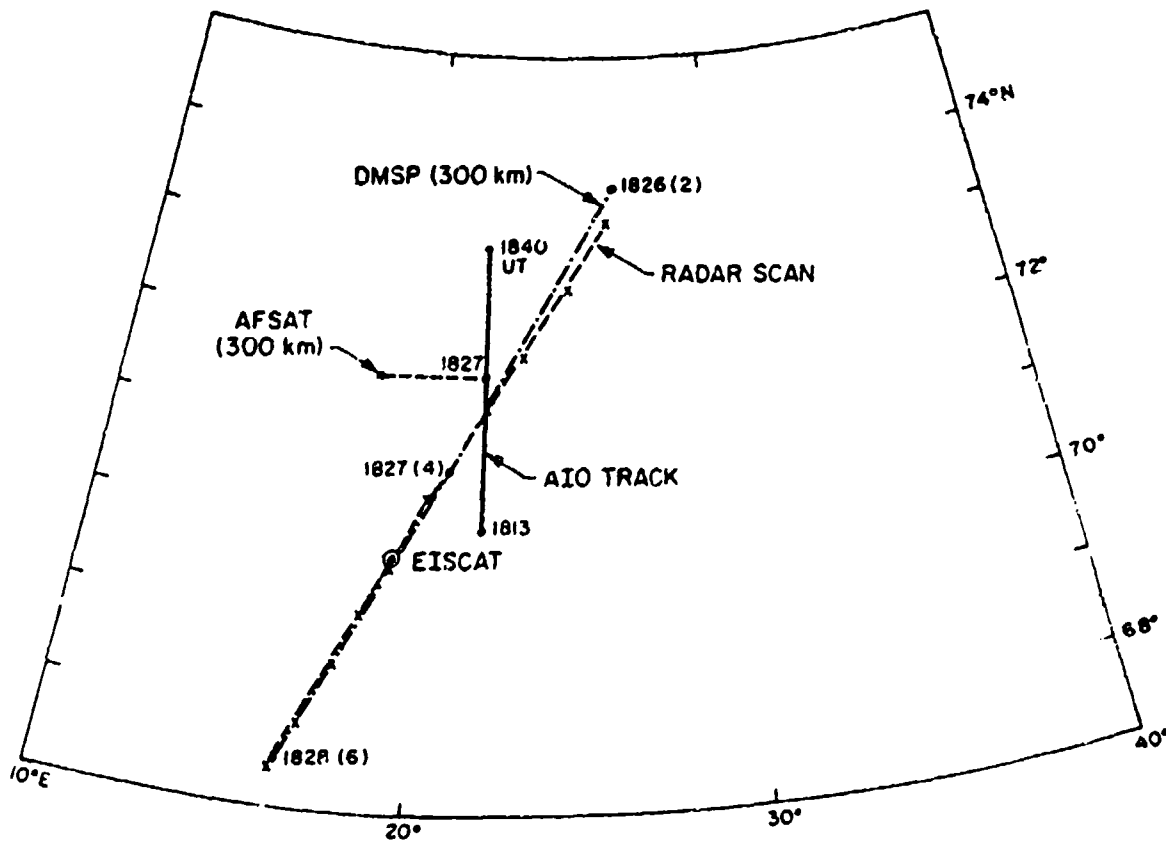 74°N
DMSP (300 km)
1826 (2)
1840
UT
RADAR SCAN
72°
AFSAT
(300 km)
1827
70°
1827 (4)
AIO TRACK
1813
EISCAT
68°
1828 (6)
40°
10°E
20°
30°